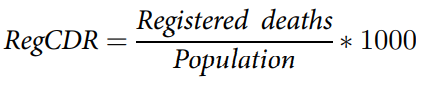 RegCDR = Registered deaths / Population * 1000